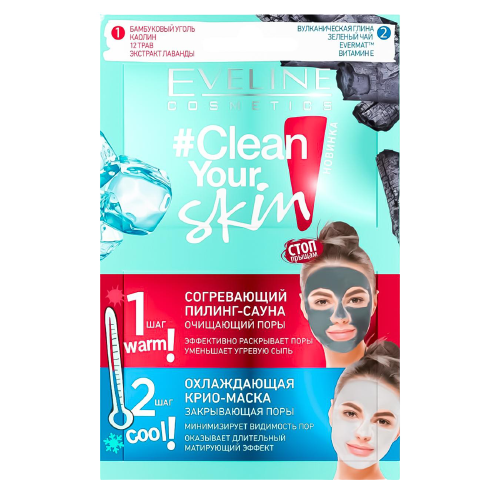 1
БАМБУКОВЫЙ УГОЛЬ
КАОЛИН
12 ТРАВ
ЭКСТРАКТ ЛАВАНДЫ
ВУЛКАНИЧЕСКАЯ ГЛИНА
ЗЕЛЕНЫЙ ЧАЙ
EVERMAT™
ВИТАМИН Е
2
EVELINE
COSMETICS
#Clean
Your
skin!
НОВИНКА
СТОП
прыщам
1 ШАГ
warm!
СОГРЕВАЮЩИЙ
ПИЛИНГ-САУНА
ОЧИЩАЮЩИЙ ПОРЫ
ЭФФЕКТИВНО РАСКРЫВАЕТ ПОРЫ
УМЕНЬШАЕТ УГРЕВУЮ СЫПЬ
2 ШАГ
cool!
ОХЛАЖДАЮЩАЯ
КРИО-МАСКА
ЗАКРЫВАЮЩАЯ ПОРЫ
МИНИМИЗИРУЕТ ВИДИМОСТЬ ПОР
ОКАЗЫВАЕТ ДЛИТЕЛЬНЫЙ
МАТИРУЮЩИЙ ЭФФЕКТ